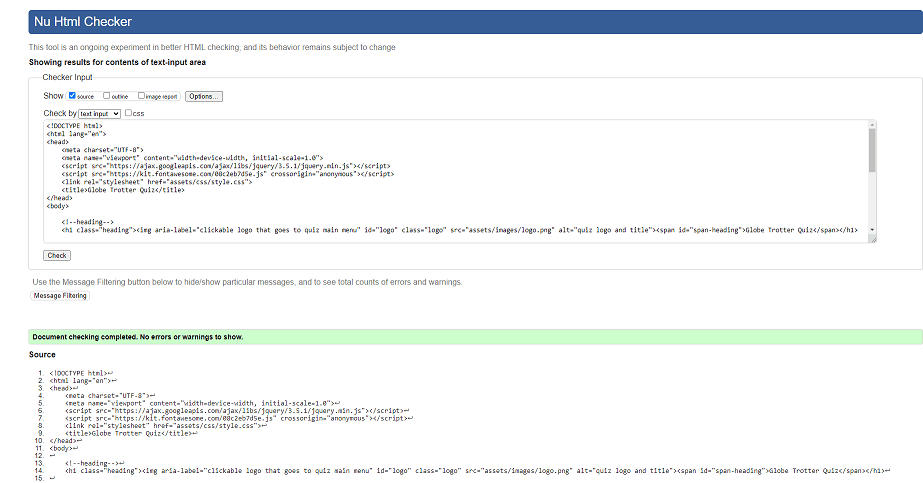 Nu Html Checker
This tool is an ongoing experiment in better HTML checking, and its behavior remains subject to change
Showing results for contents of text-input area
Checker Input
Show source outline image report Options...
Check by text input css
<!DOCTYPE html>
<html lang="en">
<head>
    <meta charset="UTF-8">
    <meta name="viewport" content="width=device-width, initial-scale=1.0">
    <script src="https://ajax.googleapis.com/ajax/libs/jquery/3.5.1/jquery.min.js"></script>
    <script src="https://kit.fontawesome.com/08c2eb7d5e.js" crossorigin="anonymous"></script>
    <link rel="stylesheet" href="assets/css/style.css">
    <title>Globe Trotter Quiz</title>
</head>
<body>
    <!--heading-->
    <h1 class="heading"><img aria-label="clickable logo that goes to quiz main menu" id="logo" class="logo" src="assets/images/logo.png" alt="quiz logo and title"><span id="span-heading">Globe Trotter Quiz</span></h1>
Check
Use the Message Filtering button below to hide/show particular messages, and to see total counts of errors and warnings.
Message Filtering
Document checking completed. No errors or warnings to show.
Source
1. <!DOCTYPE html>↩
2. <html lang="en">↩
3. <head>↩
4.     <meta charset="UTF-8">↩
5.     <meta name="viewport" content="width=device-width, initial-scale=1.0">↩
6.     <script src="https://ajax.googleapis.com/ajax/libs/jquery/3.5.1/jquery.min.js"></script>↩
7.     <script src="https://kit.fontawesome.com/08c2eb7d5e.js" crossorigin="anonymous"></script>↩
8.     <link rel="stylesheet" href="assets/css/style.css">↩
9.     <title>Globe Trotter Quiz</title>↩
10. </head>↩
11. <body>↩
12. ↩
13.     <!--heading-->↩
14.     <h1 class="heading"><img aria-label="clickable logo that goes to quiz main menu" id="logo" class="logo" src="assets/images/logo.png" alt="quiz logo and title"><span id="span-heading">Globe Trotter Quiz</span></h1>↩
15. ↩